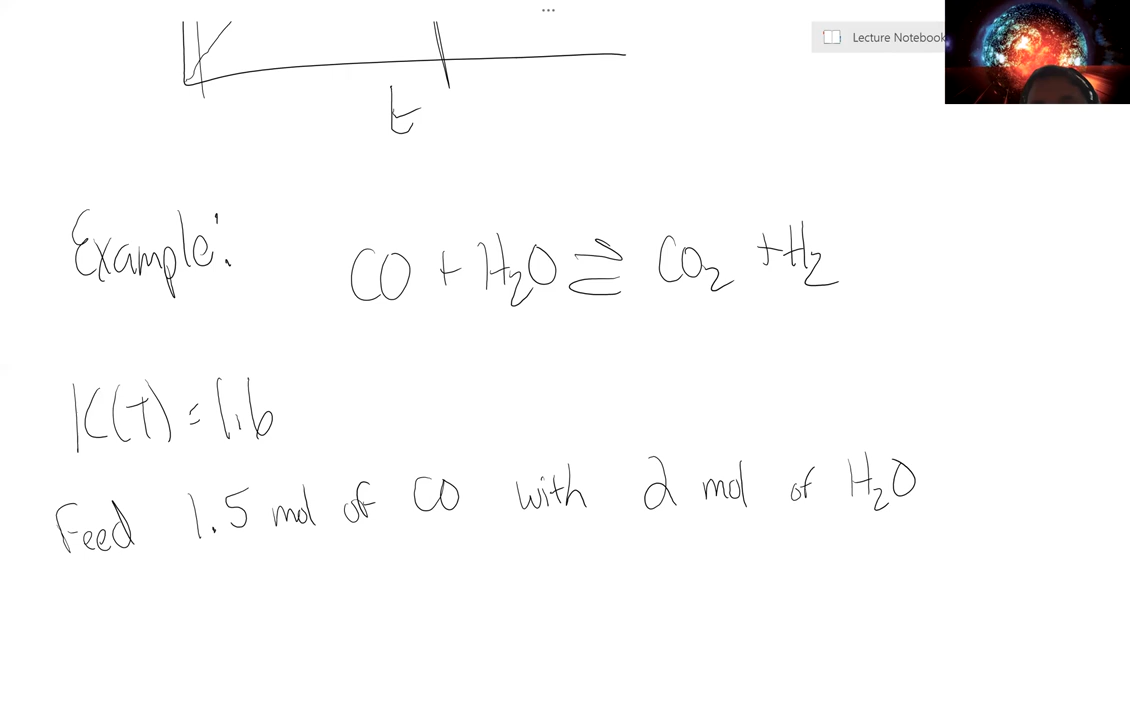 Lecture Notebook
t
Example:
CO + H₂O ⇌ CO₂ + H₂
K(T) = 1.6
Feed 1.5 mol of CO with 2 mol of H₂O